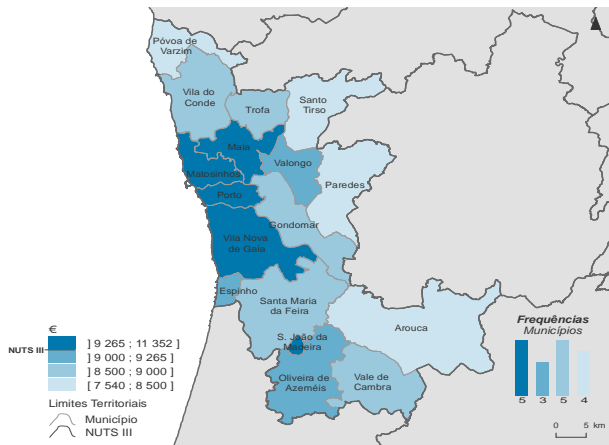 Póvoa de
Varzim
Vila do
Conde
Trofa
Santo
Tirso
Maia
Matosinhos
Valongo
Paredes
Porto
Gondomar
Vila Nova
de Gaia
Espinho
Santa Maria
da Feira
Arouca
S. João da
Madeira
Oliveira de
Azeméis
Vale de
Cambra
€
NUTS III
] 9 265 ; 11 352 ]
] 9 000 ; 9 265 ]
] 8 500 ; 9 000 ]
[ 7 540 ; 8 500 ]
Limites Territoriais
Município
NUTS III
Frequências
Municípios
5 3 5 4
0 5 km